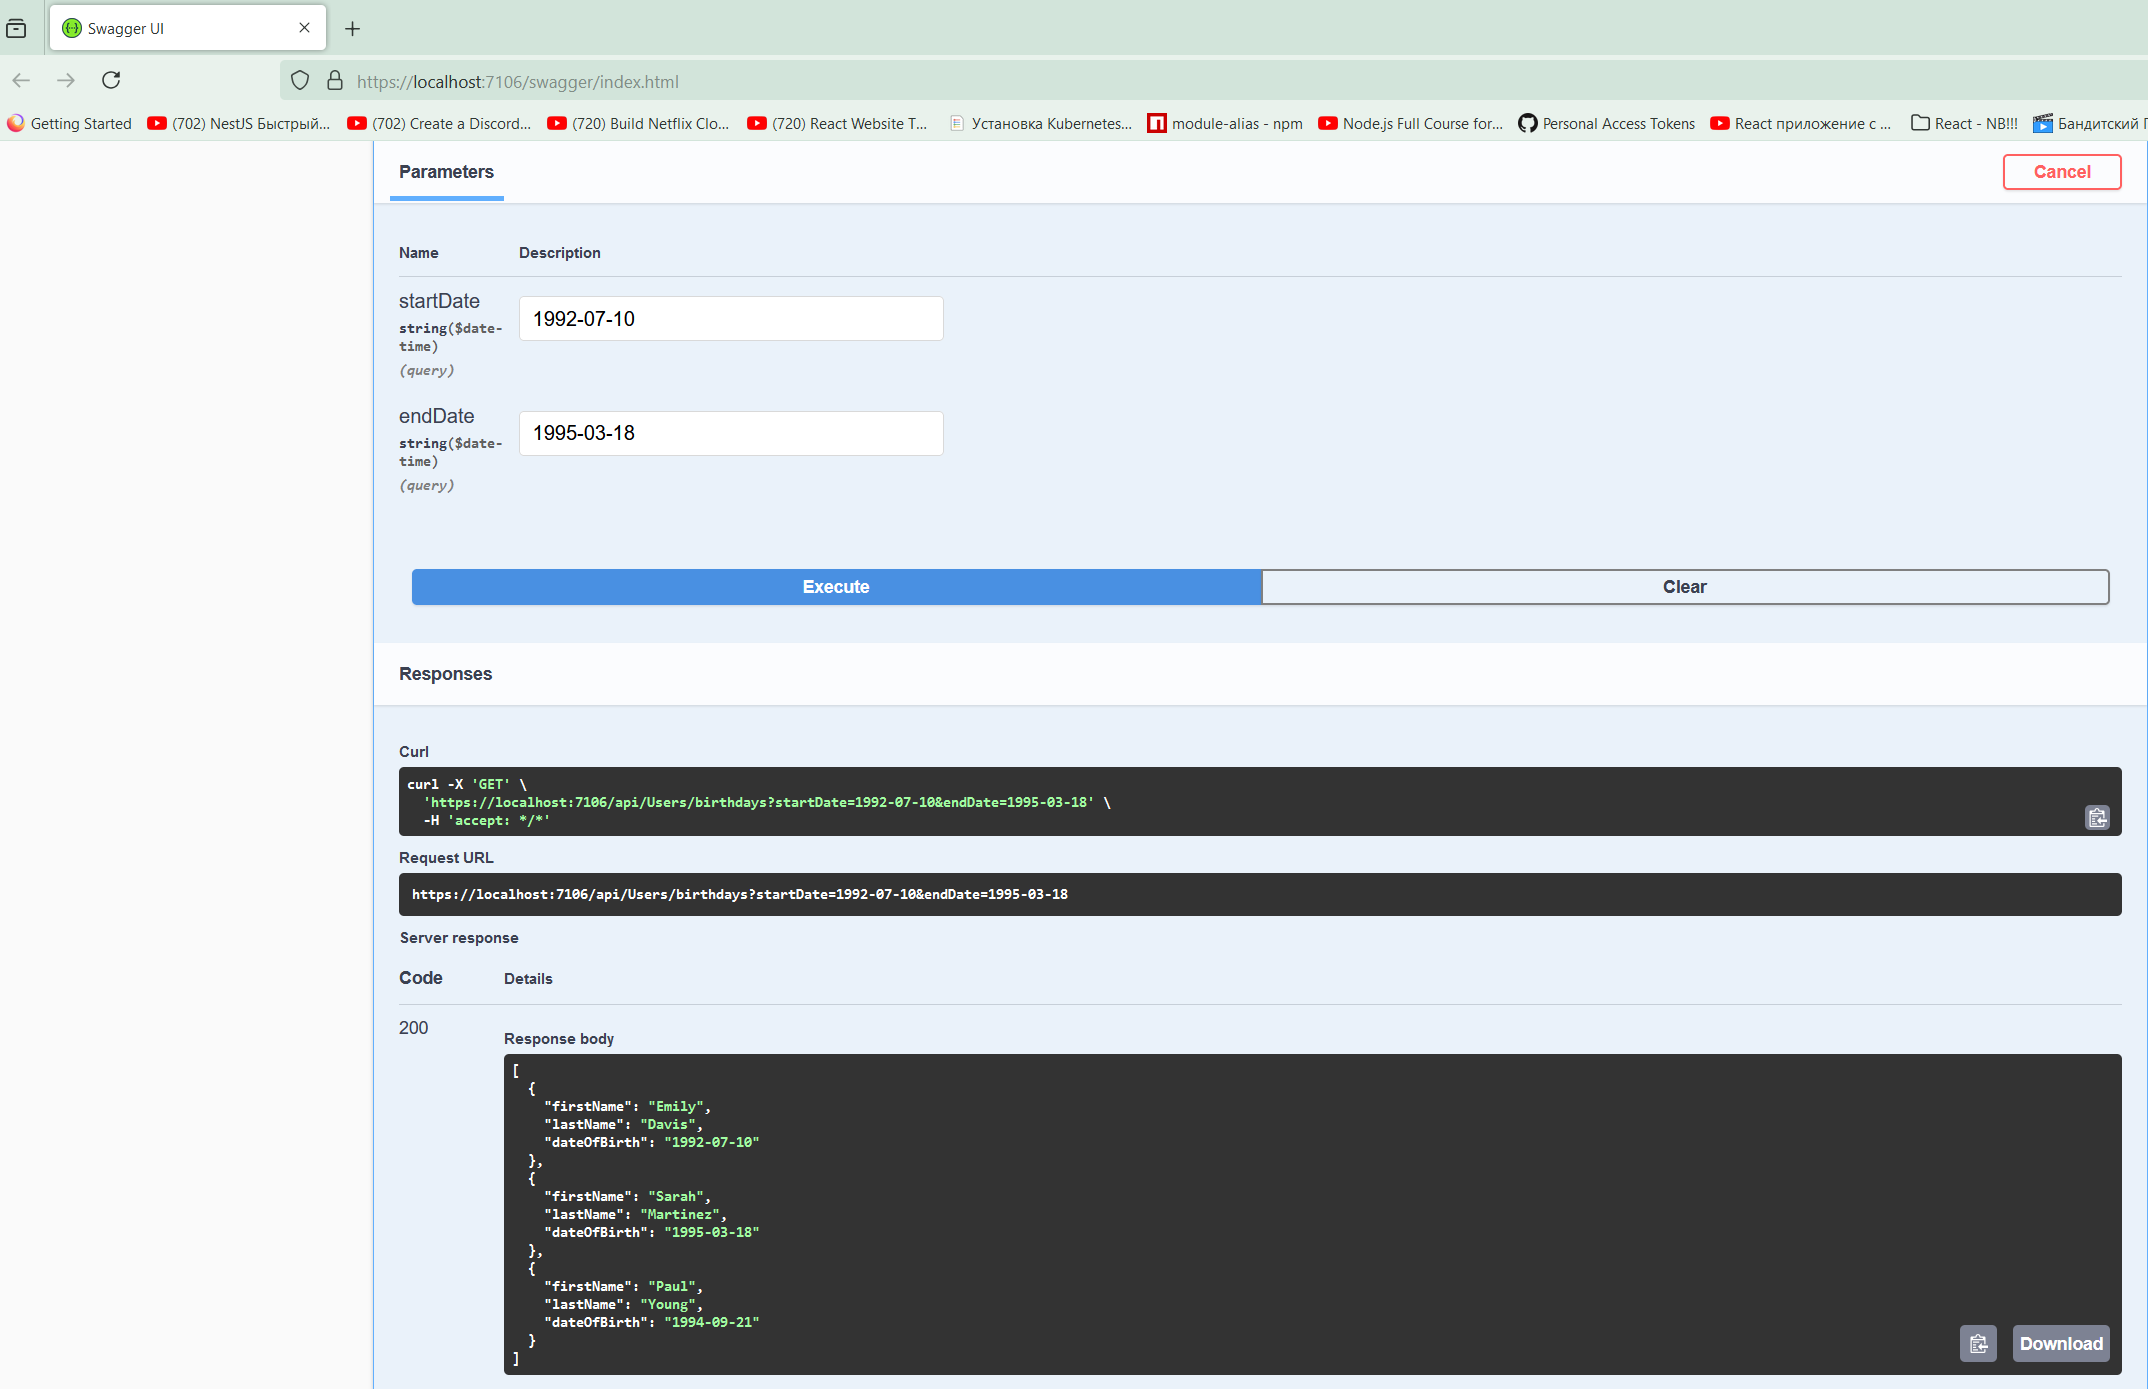 Swagger UI
https://localhost:7106/swagger/index.html
Getting Started
(702) NestJS Быстрый...
(702) Create a Discord...
(720) Build Netflix Clo...
(720) React Website T...
Установка Kubernetes...
module-alias - npm
Node.js Full Course for...
Personal Access Tokens
React приложение с ...
React - NB!!!
Бандитский
Parameters
Cancel
Name Description
startDate
string($date-
time)
(query)
1992-07-10
endDate
string($date-
time)
(query)
1995-03-18
Execute
Clear
Responses
Curl
curl -X 'GET' \
'https://localhost:7106/api/Users/birthdays?startDate=1992-07-10&endDate=1995-03-18' \
-H 'accept: */*'
Request URL
https://localhost:7106/api/Users/birthdays?startDate=1992-07-10&endDate=1995-03-18
Server response
Code Details
200
Response body
[
{
"firstName": "Emily",
"lastName": "Davis",
"dateOfBirth": "1992-07-10"
},
{
"firstName": "Sarah",
"lastName": "Martinez",
"dateOfBirth": "1995-03-18"
},
{
"firstName": "Paul",
"lastName": "Young",
"dateOfBirth": "1994-09-21"
}
]
Download